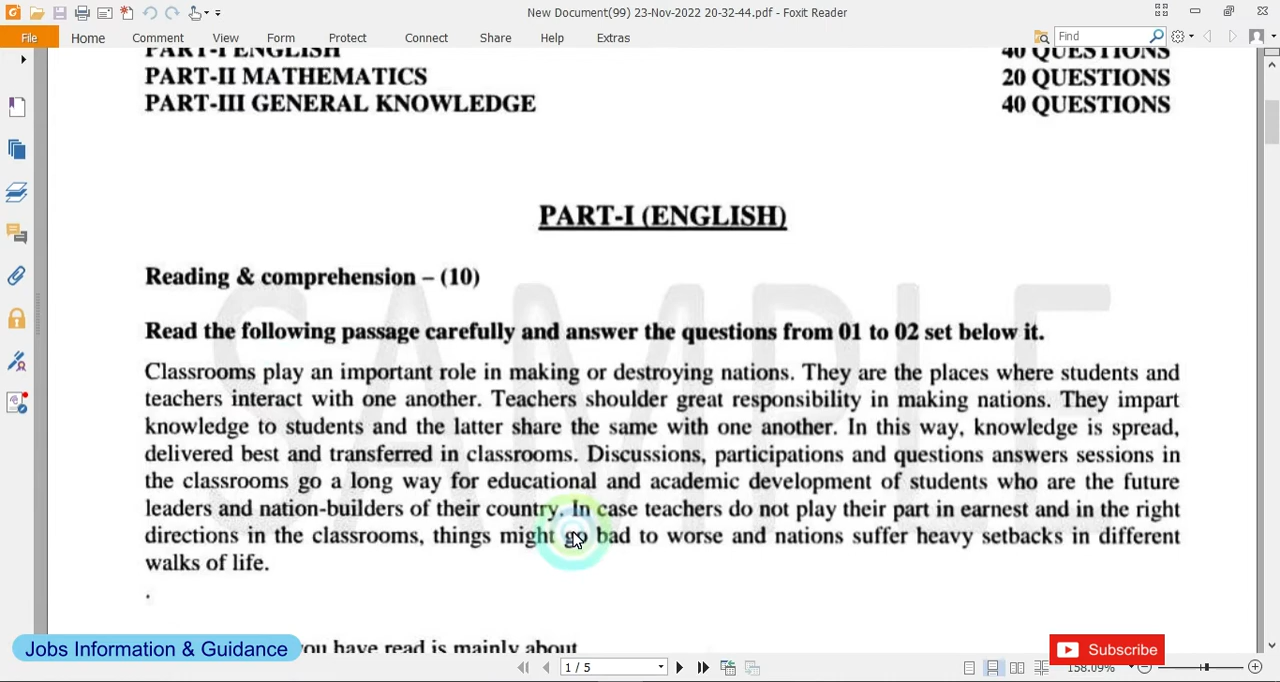 New Document(99) 23-Nov-2022 20-32-44.pdf - Foxit Reader
File Home Comment View Form Protect Connect Share Help Extras Find
PART-I ENGLISH 40 QUESTIONS
PART-II MATHEMATICS 20 QUESTIONS
PART-III GENERAL KNOWLEDGE 40 QUESTIONS
PART-I (ENGLISH)
Reading & comprehension – (10)
SAMPLE
Read the following passage carefully and answer the questions from 01 to 02 set below it.
Classrooms play an important role in making or destroying nations. They are the places where students and
teachers interact with one another. Teachers shoulder great responsibility in making nations. They impart
knowledge to students and the latter share the same with one another. In this way, knowledge is spread,
delivered best and transferred in classrooms. Discussions, participations and questions answers sessions in
the classrooms go a long way for educational and academic development of students who are the future
leaders and nation-builders of their country. In case teachers do not play their part in earnest and in the right
directions in the classrooms, things might go bad to worse and nations suffer heavy setbacks in different
walks of life.
.
you have read is mainly about
Jobs Information & Guidance
Subscribe
1 / 5
158.09%